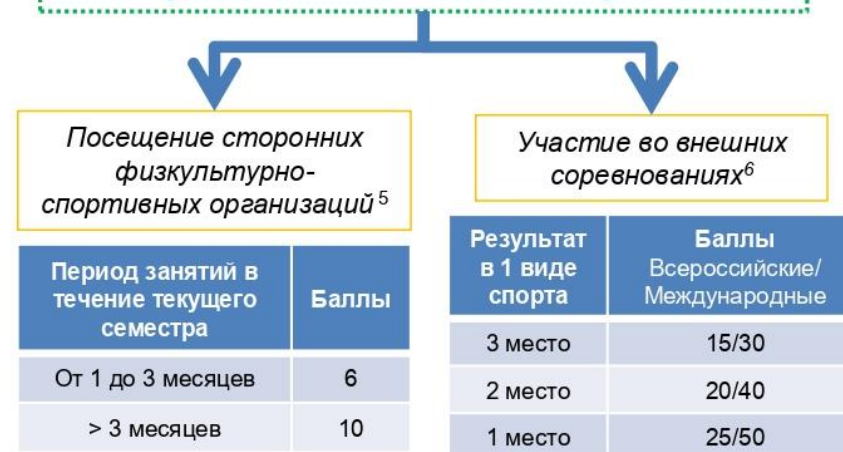 Посещение сторонних
физкультурно-
спортивных организаций 5
Период занятий в
течение текущего
семестра
Баллы
От 1 до 3 месяцев 6
> 3 месяцев 10
Участие во внешних
соревнованиях6
Результат
в 1 виде
спорта
Баллы
Всероссийские/
Международные
3 место 15/30
2 место 20/40
1 место 25/50